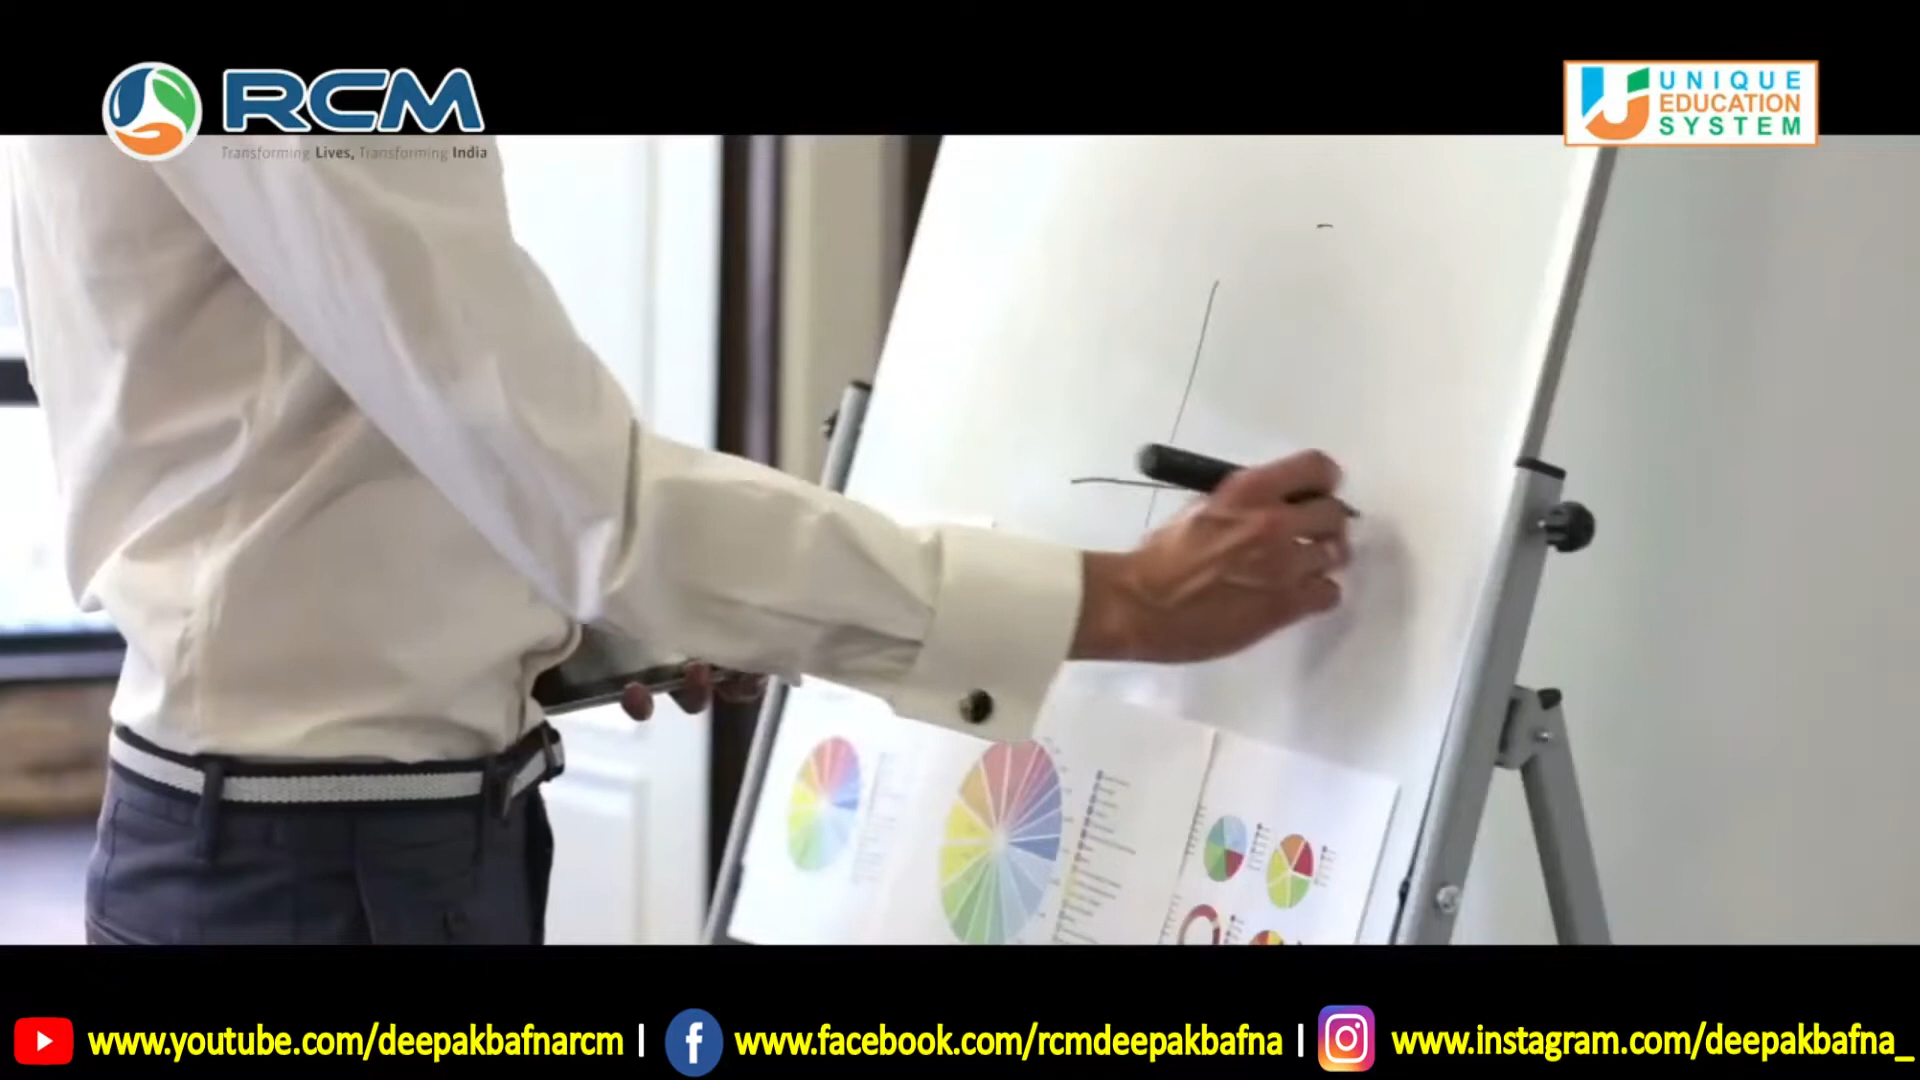 RCM
Transforming Lives, Transforming India
UNIQUE
EDUCATION
SYSTEM
www.youtube.com/deepakbafnarcm | www.facebook.com/rcmdeepakbafna | www.instagram.com/deepakbafna_